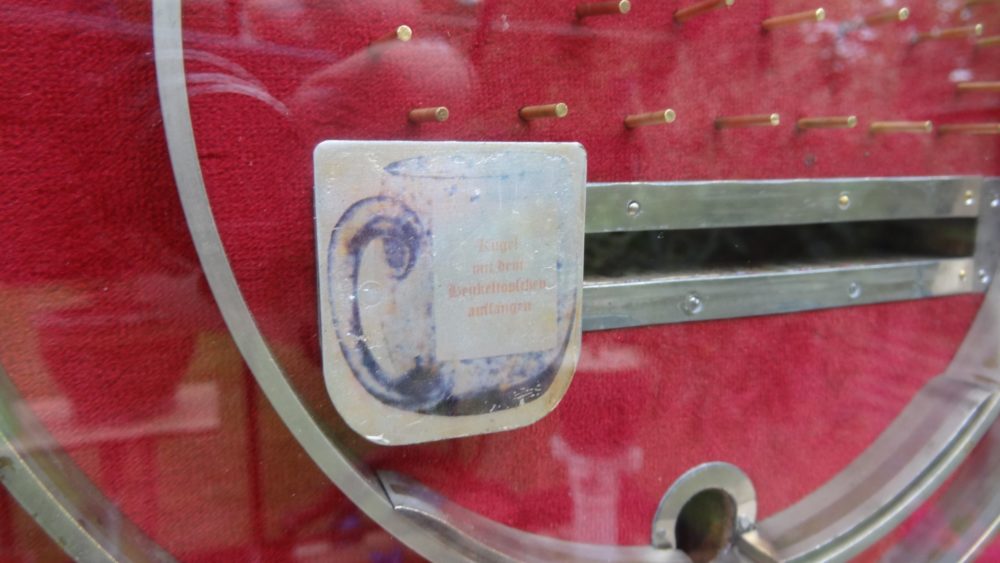 Kugel
mit dem
Henkeltöpfchen
auffangen